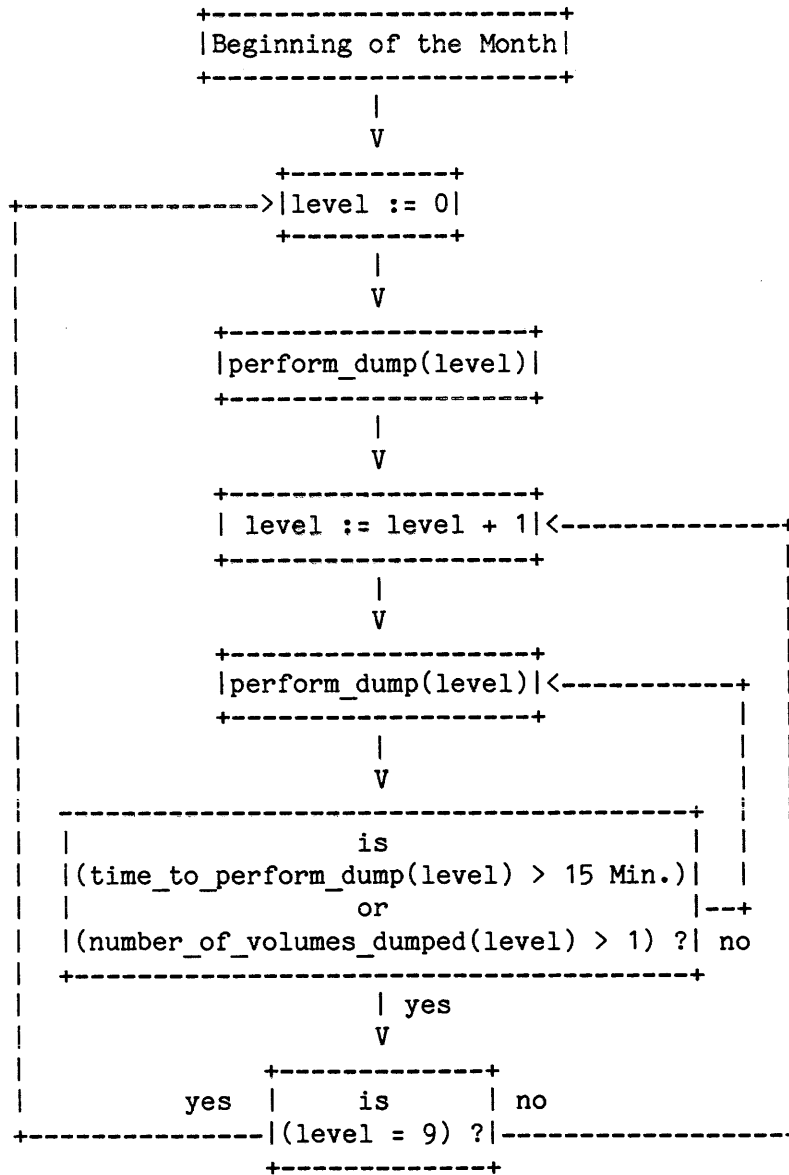 Beginning of the Month
V
level := 0
V
perform_dump(level)
V
level := level + 1
V
perform_dump(level)
V
is
(time_to_perform_dump(level) > 15 Min.)
or
(number_of_volumes_dumped(level) > 1) ? no
yes
V
yes is no
(level = 9) ?